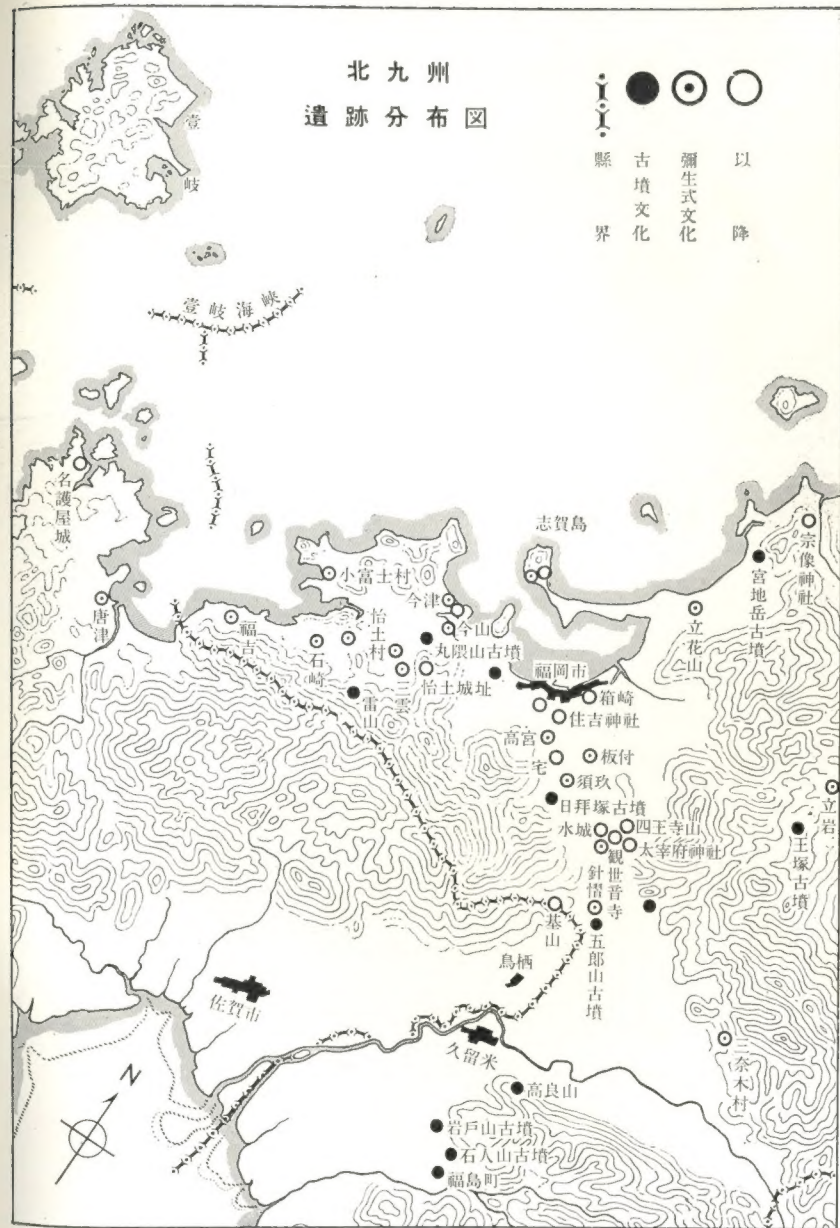 北九州
遺跡分布図
以降
彌生式文化
古墳文化
縣界
壹岐
壹岐海峡
名護屋城
唐津
福吉
小富士村
石崎
怡土村
三雲
雷山
今津
今山
丸隈山古墳
怡土城址
志賀島
福岡市
箱崎
住吉神社
高宮
三宅
板付
須玖
日拝塚古墳
水城
四王寺山
太宰府神社
観世音寺
針摺
五郎山古墳
基山
鳥栖
佐賀市
久留米
高良山
岩戸山古墳
石人山古墳
福島町
宗像神社
宮地岳古墳
立花山
立岩
王塚古墳
三奈木村
N